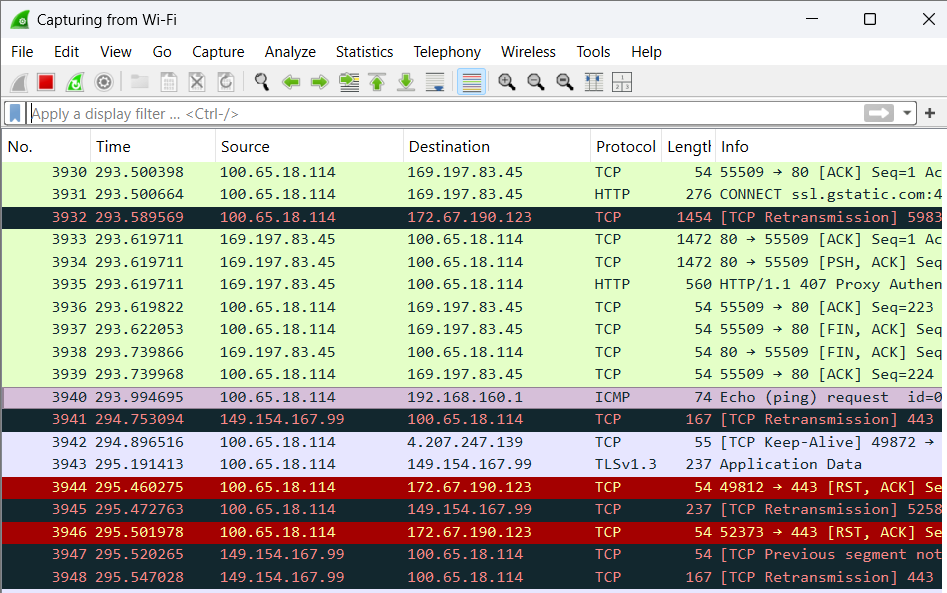 Capturing from Wi-Fi
File Edit View Go Capture Analyze Statistics Telephony Wireless Tools Help
Apply a display filter ... <Ctrl-/>
No. Time Source Destination Protocol Length Info
3930 293.500398 100.65.18.114 169.197.83.45 TCP 54 55509 → 80 [ACK] Seq=1 Ac
3931 293.500664 100.65.18.114 169.197.83.45 HTTP 276 CONNECT ssl.gstatic.com:4
3932 293.589569 100.65.18.114 172.67.190.123 TCP 1454 [TCP Retransmission] 5983
3933 293.619711 169.197.83.45 100.65.18.114 TCP 1472 80 → 55509 [ACK] Seq=1 Ac
3934 293.619711 169.197.83.45 100.65.18.114 TCP 1472 80 → 55509 [PSH, ACK] Seq
3935 293.619711 169.197.83.45 100.65.18.114 HTTP 560 HTTP/1.1 407 Proxy Authen
3936 293.619822 100.65.18.114 169.197.83.45 TCP 54 55509 → 80 [ACK] Seq=223
3937 293.622053 100.65.18.114 169.197.83.45 TCP 54 55509 → 80 [FIN, ACK] Seq
3938 293.739866 169.197.83.45 100.65.18.114 TCP 54 80 → 55509 [FIN, ACK] Seq
3939 293.739968 100.65.18.114 169.197.83.45 TCP 54 55509 → 80 [ACK] Seq=224
3940 293.994695 100.65.18.114 192.168.160.1 ICMP 74 Echo (ping) request id=0
3941 294.753094 149.154.167.99 100.65.18.114 TCP 167 [TCP Retransmission] 443
3942 294.896516 100.65.18.114 4.207.247.139 TCP 55 [TCP Keep-Alive] 49872 →
3943 295.191413 100.65.18.114 149.154.167.99 TLSv1.3 237 Application Data
3944 295.460275 100.65.18.114 172.67.190.123 TCP 54 49812 → 443 [RST, ACK] Se
3945 295.472763 100.65.18.114 149.154.167.99 TCP 237 [TCP Retransmission] 5258
3946 295.501978 100.65.18.114 172.67.190.123 TCP 54 52373 → 443 [RST, ACK] Se
3947 295.520265 149.154.167.99 100.65.18.114 TCP 54 [TCP Previous segment not
3948 295.547028 149.154.167.99 100.65.18.114 TCP 167 [TCP Retransmission] 443